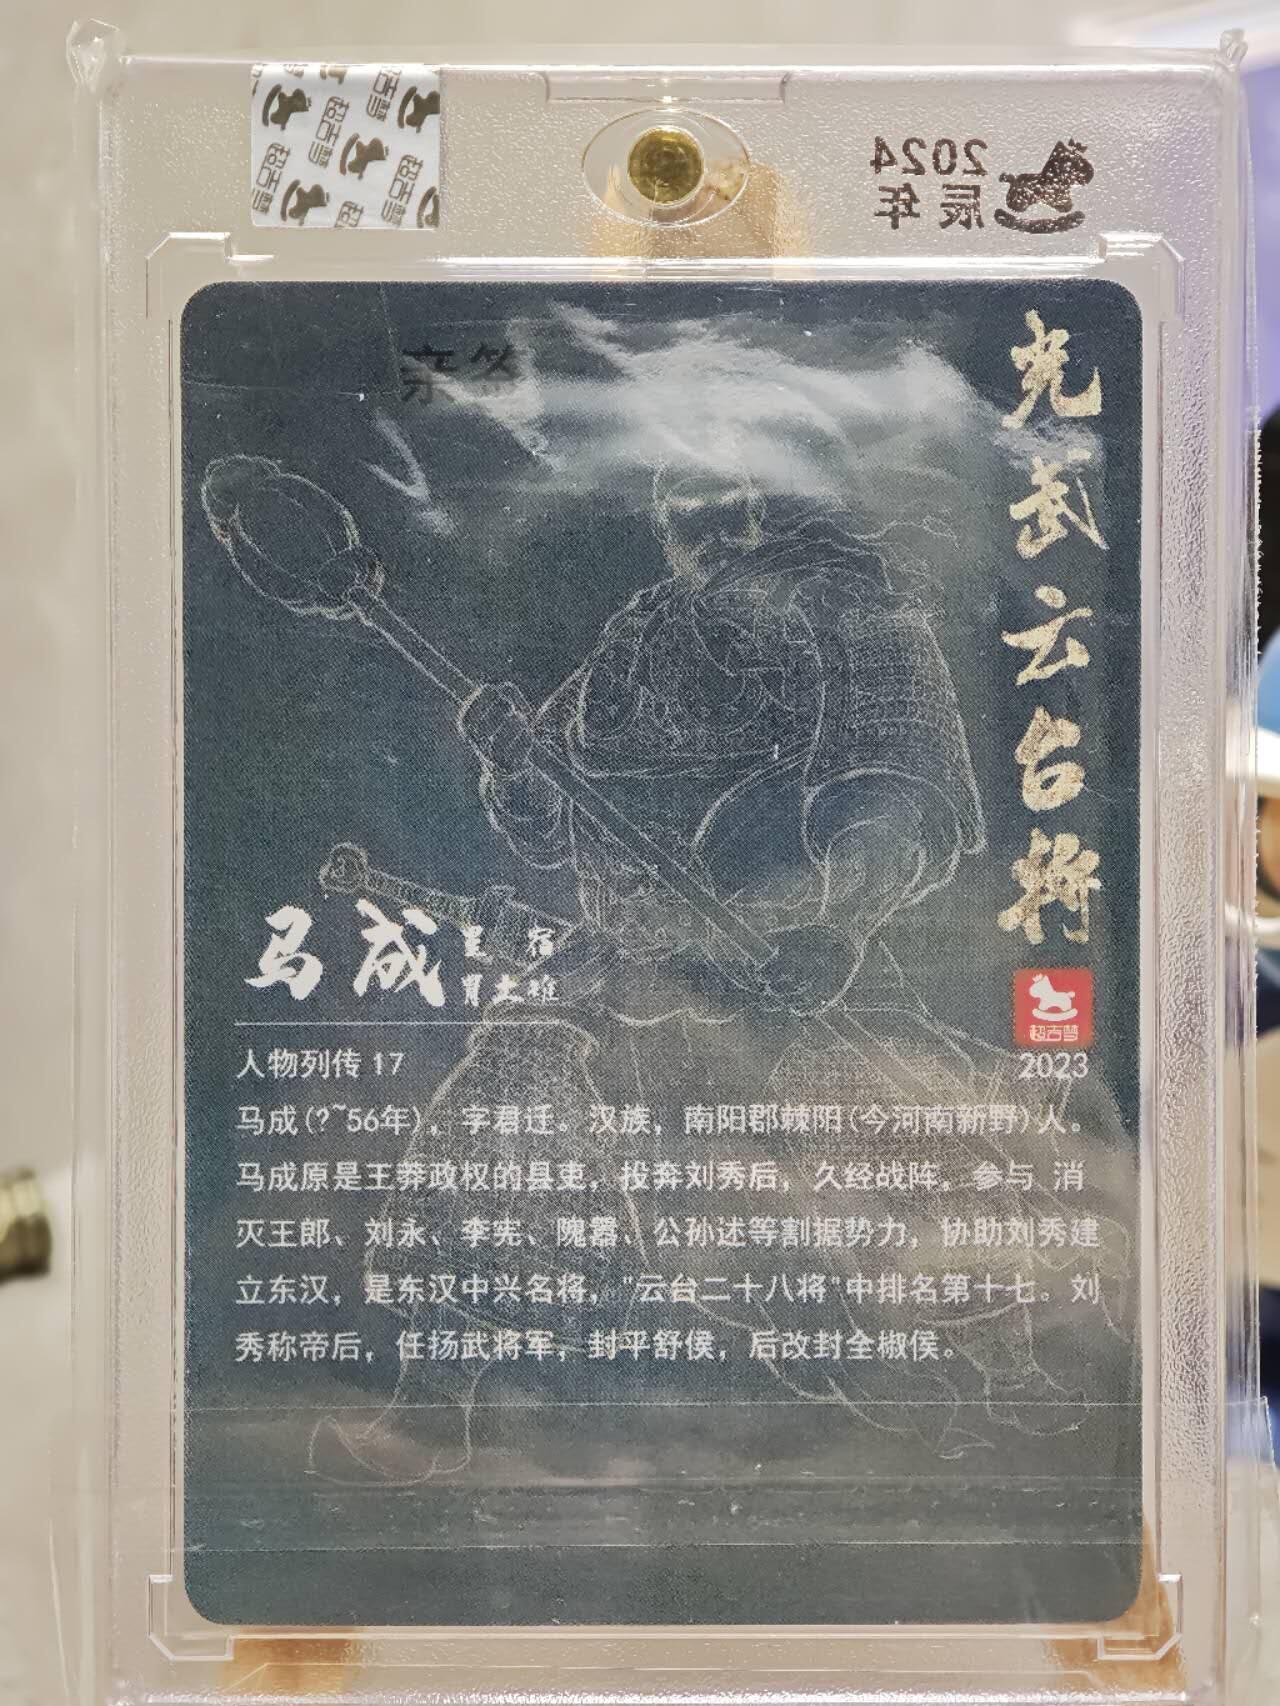 超古梦
2024
辰年
亲签
光武云台将
超古梦
2023
马成
星宿
胃土雉
人物列传 17
马成(?~56年)，字君迁。汉族，南阳郡棘阳(今河南新野)人。
马成原是王莽政权的县吏，投奔刘秀后，久经战阵，参与 消
灭王郎、刘永、李宪、隗嚣、公孙述等割据势力，协助刘秀建
立东汉，是东汉中兴名将，"云台二十八将"中排名第十七。刘
秀称帝后，任扬武将军，封平舒侯，后改封全椒侯。